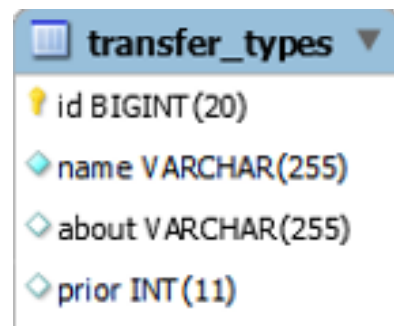 transfer_types
id BIGINT(20)
name VARCHAR(255)
about VARCHAR(255)
prior INT(11)